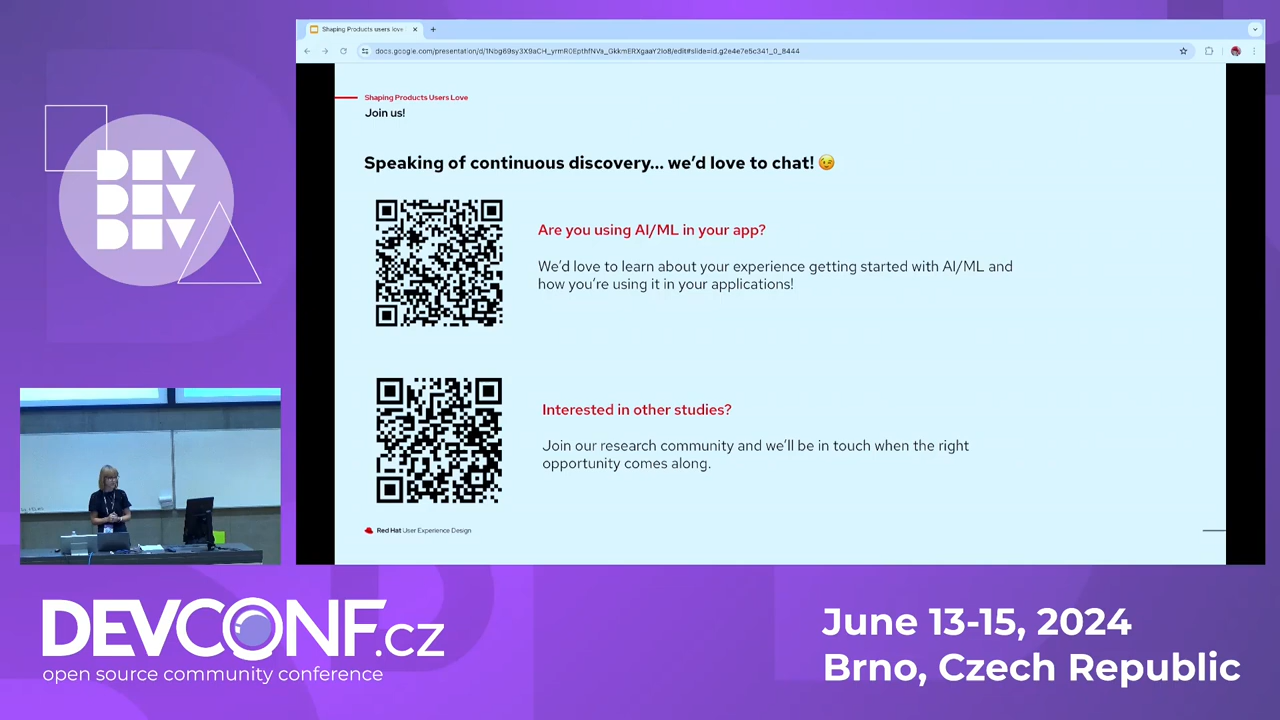 Shaping Products users love
docs.google.com/presentation/d/1Nbg69sy3X9aCH_yrmR0EpthfNVa_GkkmERXgaaY2Io8/edit#slide=id.g2e4e7e5c341_0_8444
Shaping Products Users Love
Join us!
Speaking of continuous discovery... we'd love to chat! 😉
Are you using AI/ML in your app?
We'd love to learn about your experience getting started with AI/ML and
how you're using it in your applications!
Interested in other studies?
Join our research community and we'll be in touch when the right
opportunity comes along.
Red Hat User Experience Design
DEV
DEV
DEV
DEVCONF.cz
open source community conference
June 13-15, 2024
Brno, Czech Republic